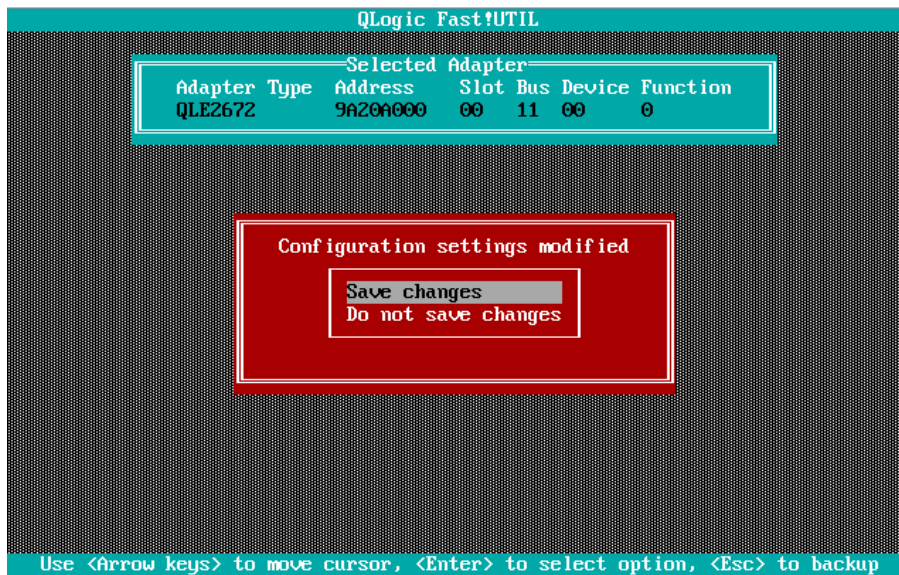 QLogic Fast!UTIL
Selected Adapter
Adapter Type Address Slot Bus Device Function
QLE2672 9A20A000 00 11 00 0
Configuration settings modified
Save changes
Do not save changes
Use <Arrow keys> to move cursor, <Enter> to select option, <Esc> to backup